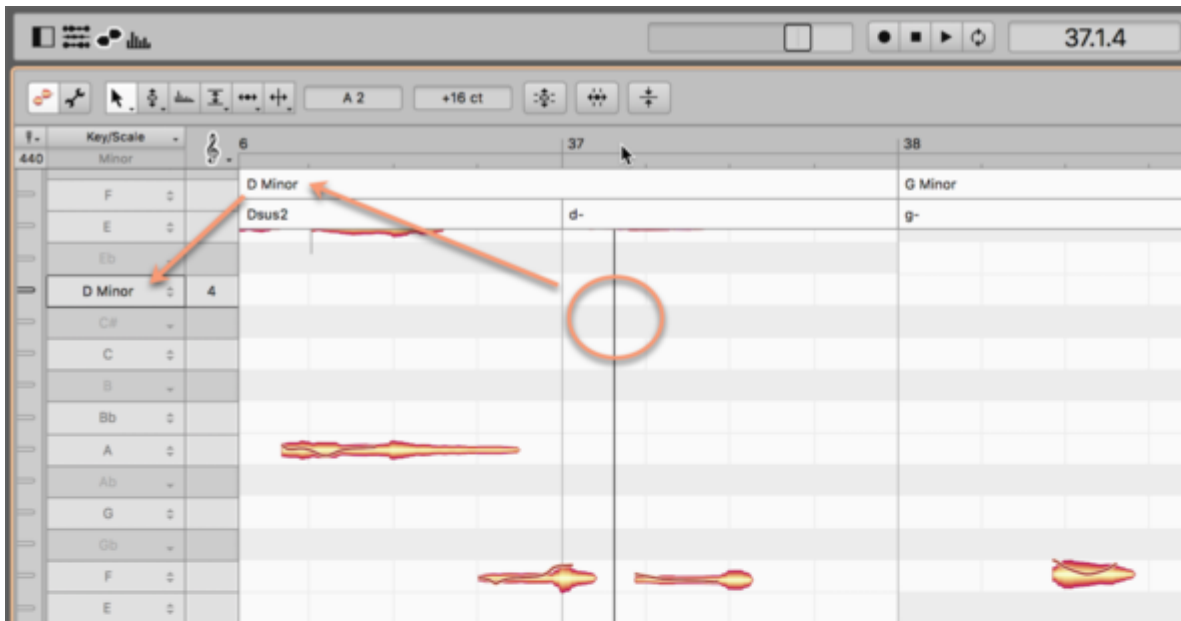 37.1.4
A 2 +16 ct
Key/Scale 6 37 38
440 Minor
D Minor G Minor
F
Dsus2 d- g-
E
Eb
D Minor 4
C#
C
B
Bb
A
Ab
G
Gb
F
E